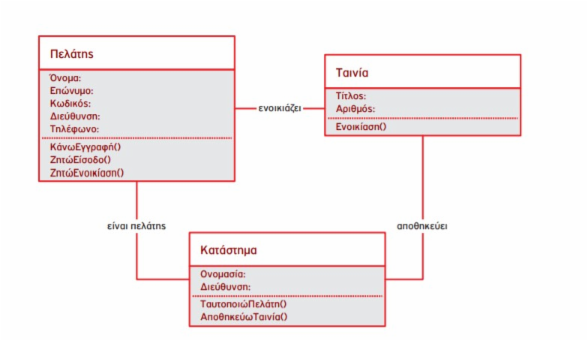 Πελάτης
Όνομα:
Επώνυμο:
Κωδικός:
Διεύθυνση:
Τηλέφωνο:
ΚάνωΕγγραφή()
ΖητώΕίσοδο()
ΖητώΕνοικίαση()
ενοικιάζει
Ταινία
Τίτλος:
Αριθμός:
Ενοικίαση()
είναι πελάτης
αποθηκεύει
Κατάστημα
Ονομασία:
Διεύθυνση:
ΤαυτοποιώΠελάτη()
ΑποθηκεύωΤαινία()